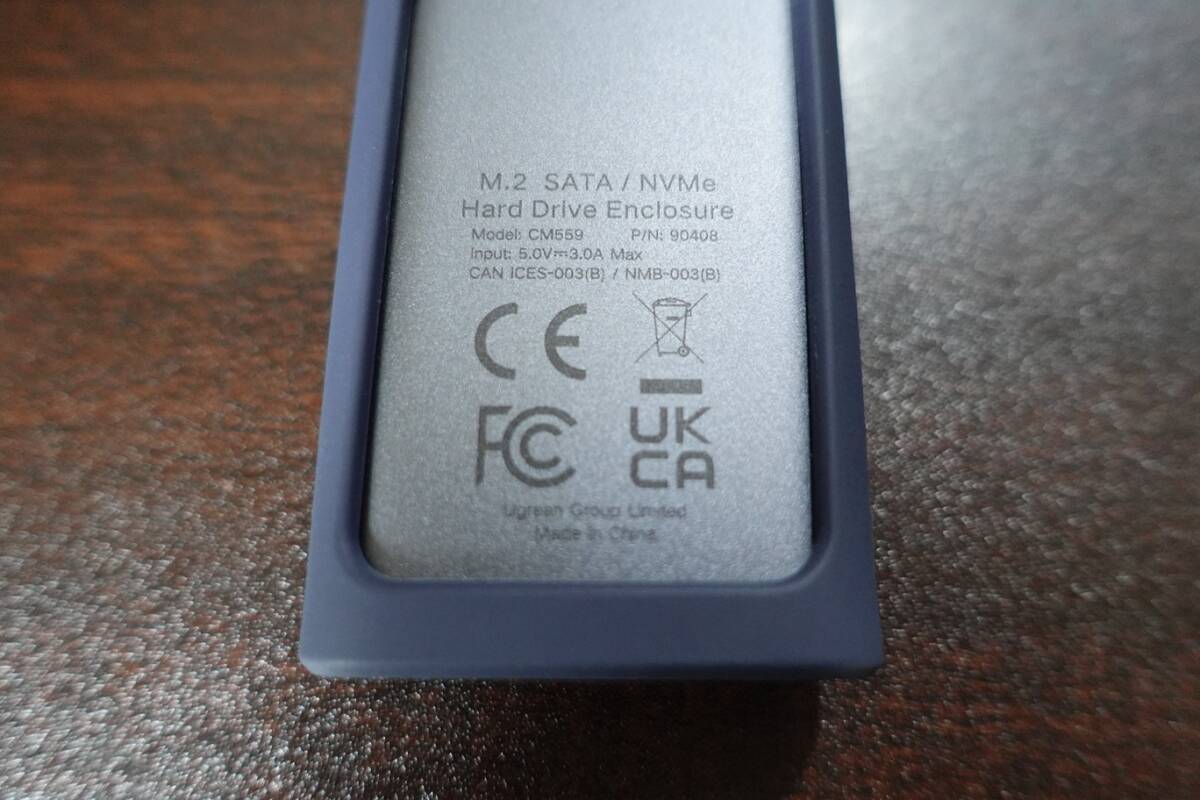 M.2 SATA / NVMe
Hard Drive Enclosure
Model: CM559 P/N: 90408
Input: 5.0V⎓3.0A Max
CAN ICES-003(B) / NMB-003(B)
CE
FC
UK
CA
Ugreen Group Limited
Made in China